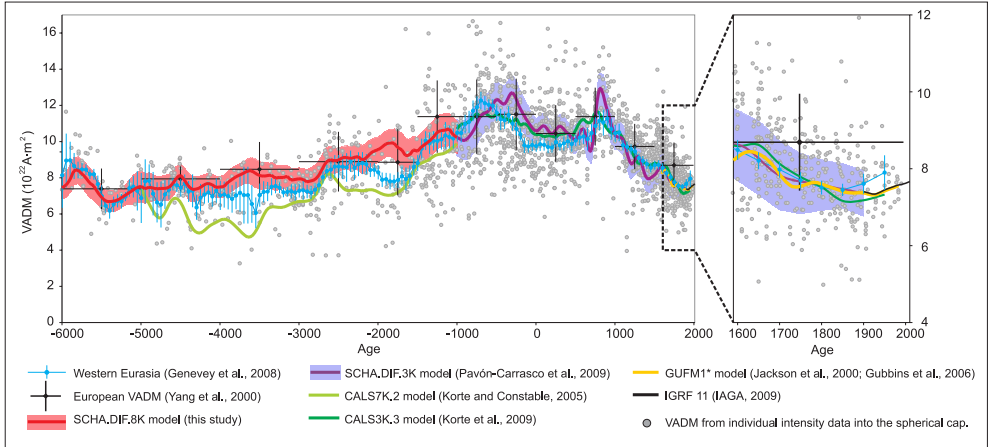 VADM (10²² A·m²)
16
14
12
10
8
6
4
2
0
-6000
-5000
-4000
-3000
-2000
-1000
0
1000
2000
Age
12
10
8
6
4
1600
1700
1800
1900
2000
Age
Western Eurasia (Genevey et al., 2008)
European VADM (Yang et al., 2000)
SCHA.DIF.8K model (this study)
SCHA.DIF.3K model (Pavón-Carrasco et al., 2009)
CALS7K.2 model (Korte and Constable, 2005)
CALS3K.3 model (Korte et al., 2009)
GUFM1* model (Jackson et al., 2000; Gubbins et al., 2006)
IGRF 11 (IAGA, 2009)
VADM from individual intensity data into the spherical cap.